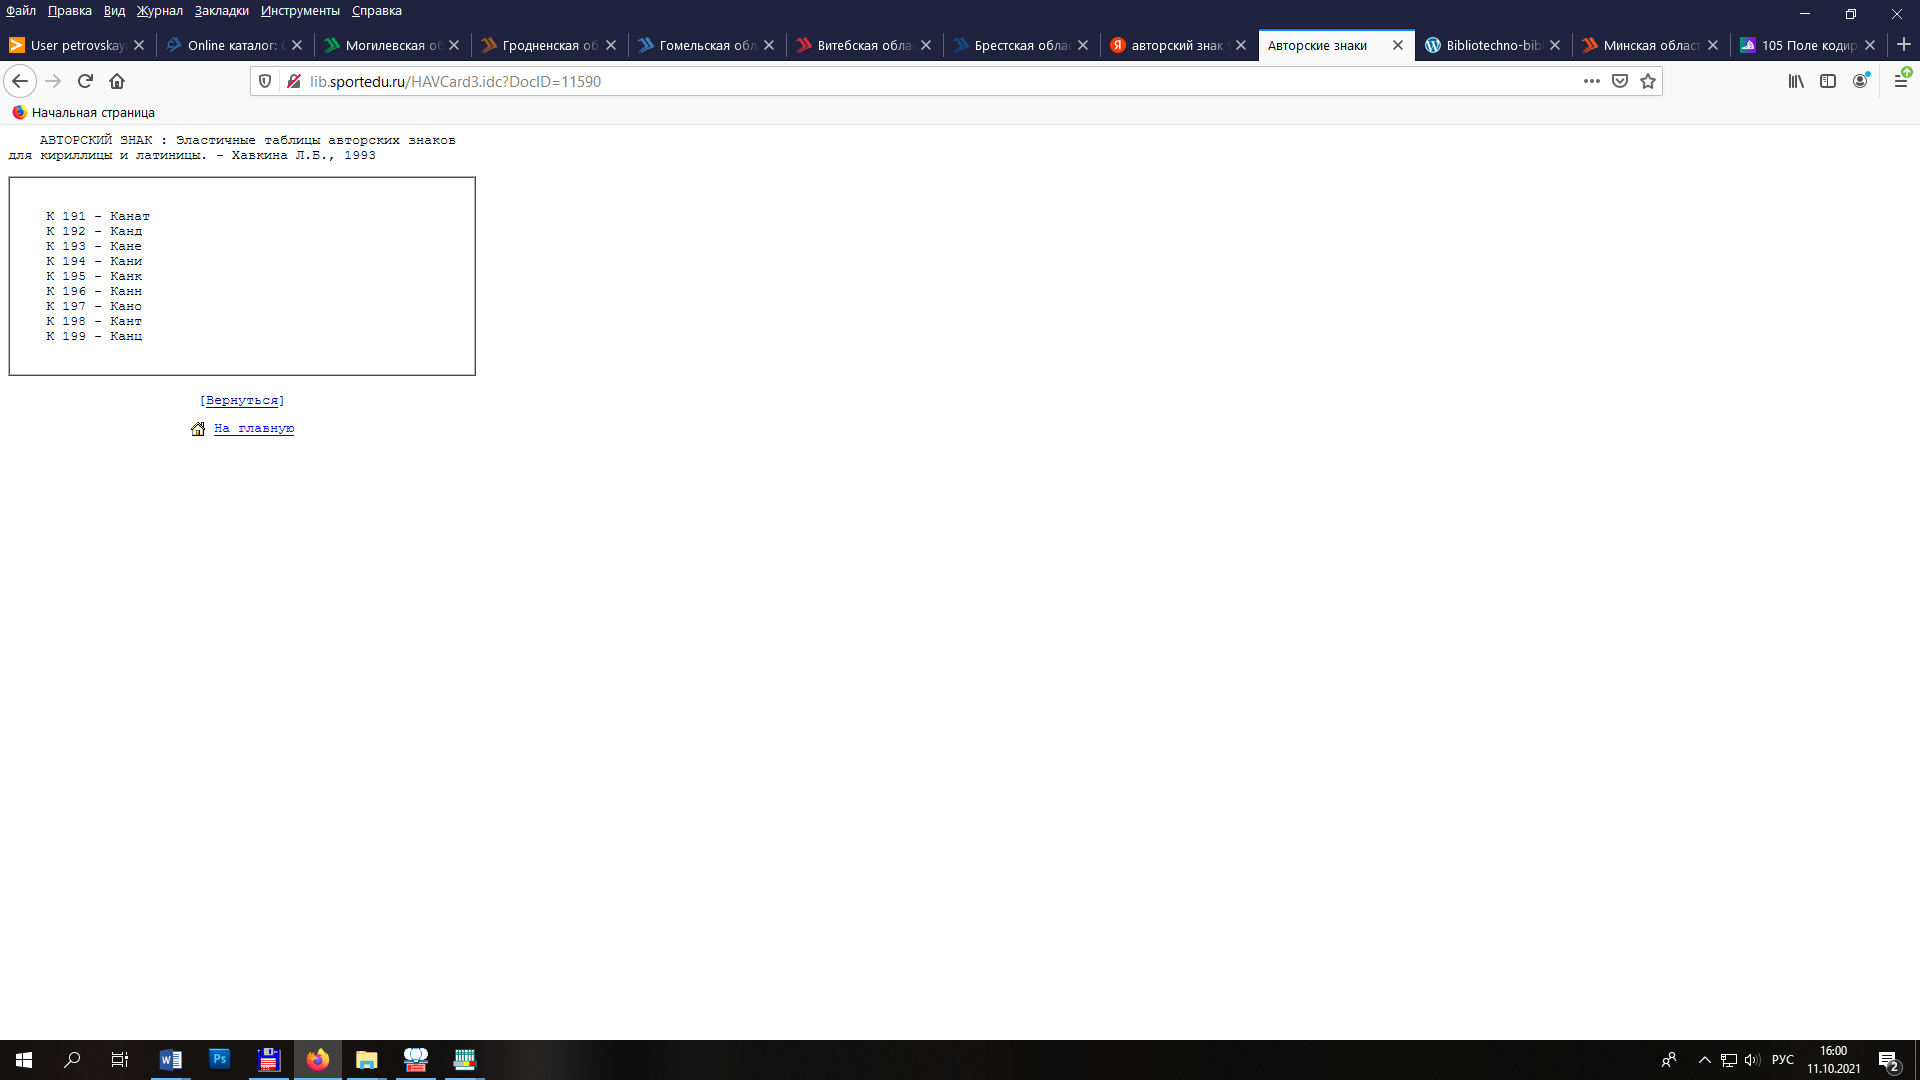 Файл Правка Вид Журнал Закладки Инструменты Справка
User petrovskay Online каталог: Могилевская об Гродненская об Гомельская обл Витебская обла Брестская облас авторский знак Авторские знаки Bibliotechno-bibl Минская област 105 Поле кодир
lib.sportedu.ru/HAVCard3.idc?DocID=11590
Начальная страница
АВТОРСКИЙ ЗНАК : Эластичные таблицы авторских знаков
для кириллицы и латиницы. - Хавкина Л.Б., 1993
К 191 - Канат
К 192 - Канд
К 193 - Кане
К 194 - Кани
К 195 - Канк
К 196 - Канн
К 197 - Кано
К 198 - Кант
К 199 - Канц
[Вернуться]
На главную
РУС
16:00
11.10.2021
2